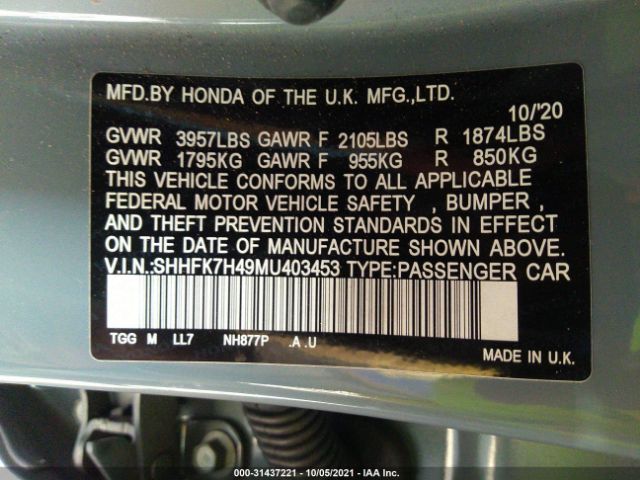 MFD.BY HONDA OF THE U.K. MFG.,LTD.
10/'20
GVWR 3957LBS GAWR F 2105LBS R 1874LBS
GVWR 1795KG GAWR F 955KG R 850KG
THIS VEHICLE CONFORMS TO ALL APPLICABLE
FEDERAL MOTOR VEHICLE SAFETY , BUMPER ,
AND THEFT PREVENTION STANDARDS IN EFFECT
ON THE DATE OF MANUFACTURE SHOWN ABOVE.
V.I.N.:SHHFK7H49MU403453 TYPE:PASSENGER CAR
TGG M LL7 NH877P .A .U
MADE IN U.K.
000-31437221 - 10/05/2021 - IAA Inc.